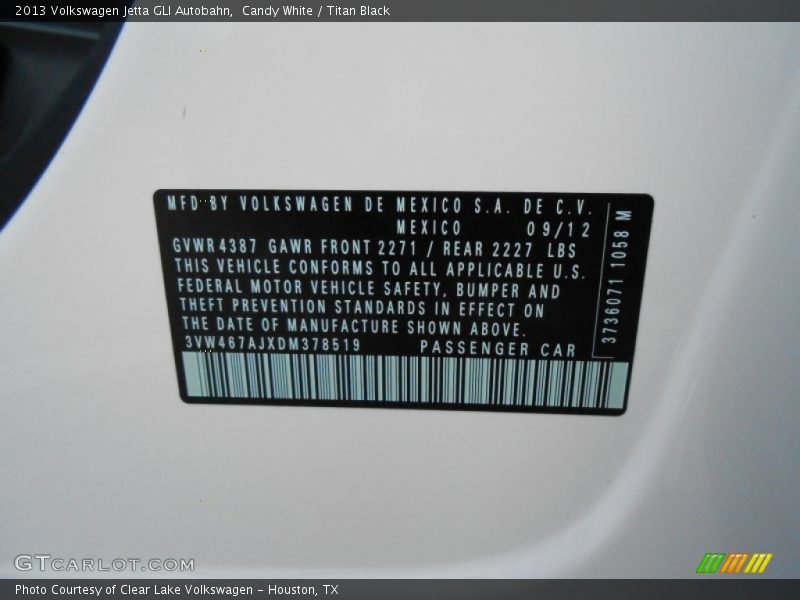 2013 Volkswagen Jetta GLI Autobahn,  Candy White / Titan Black
MFD BY VOLKSWAGEN DE MEXICO S.A. DE C.V.
MEXICO 09/12
GVWR 4387 GAWR FRONT 2271 / REAR 2227 LBS
THIS VEHICLE CONFORMS TO ALL APPLICABLE U.S.
FEDERAL MOTOR VEHICLE SAFETY, BUMPER AND
THEFT PREVENTION STANDARDS IN EFFECT ON
THE DATE OF MANUFACTURE SHOWN ABOVE.
3VW467AJXDM378519 PASSENGER CAR
3736071 1058 M
GTCARLOT.COM
Photo Courtesy of Clear Lake Volkswagen - Houston, TX